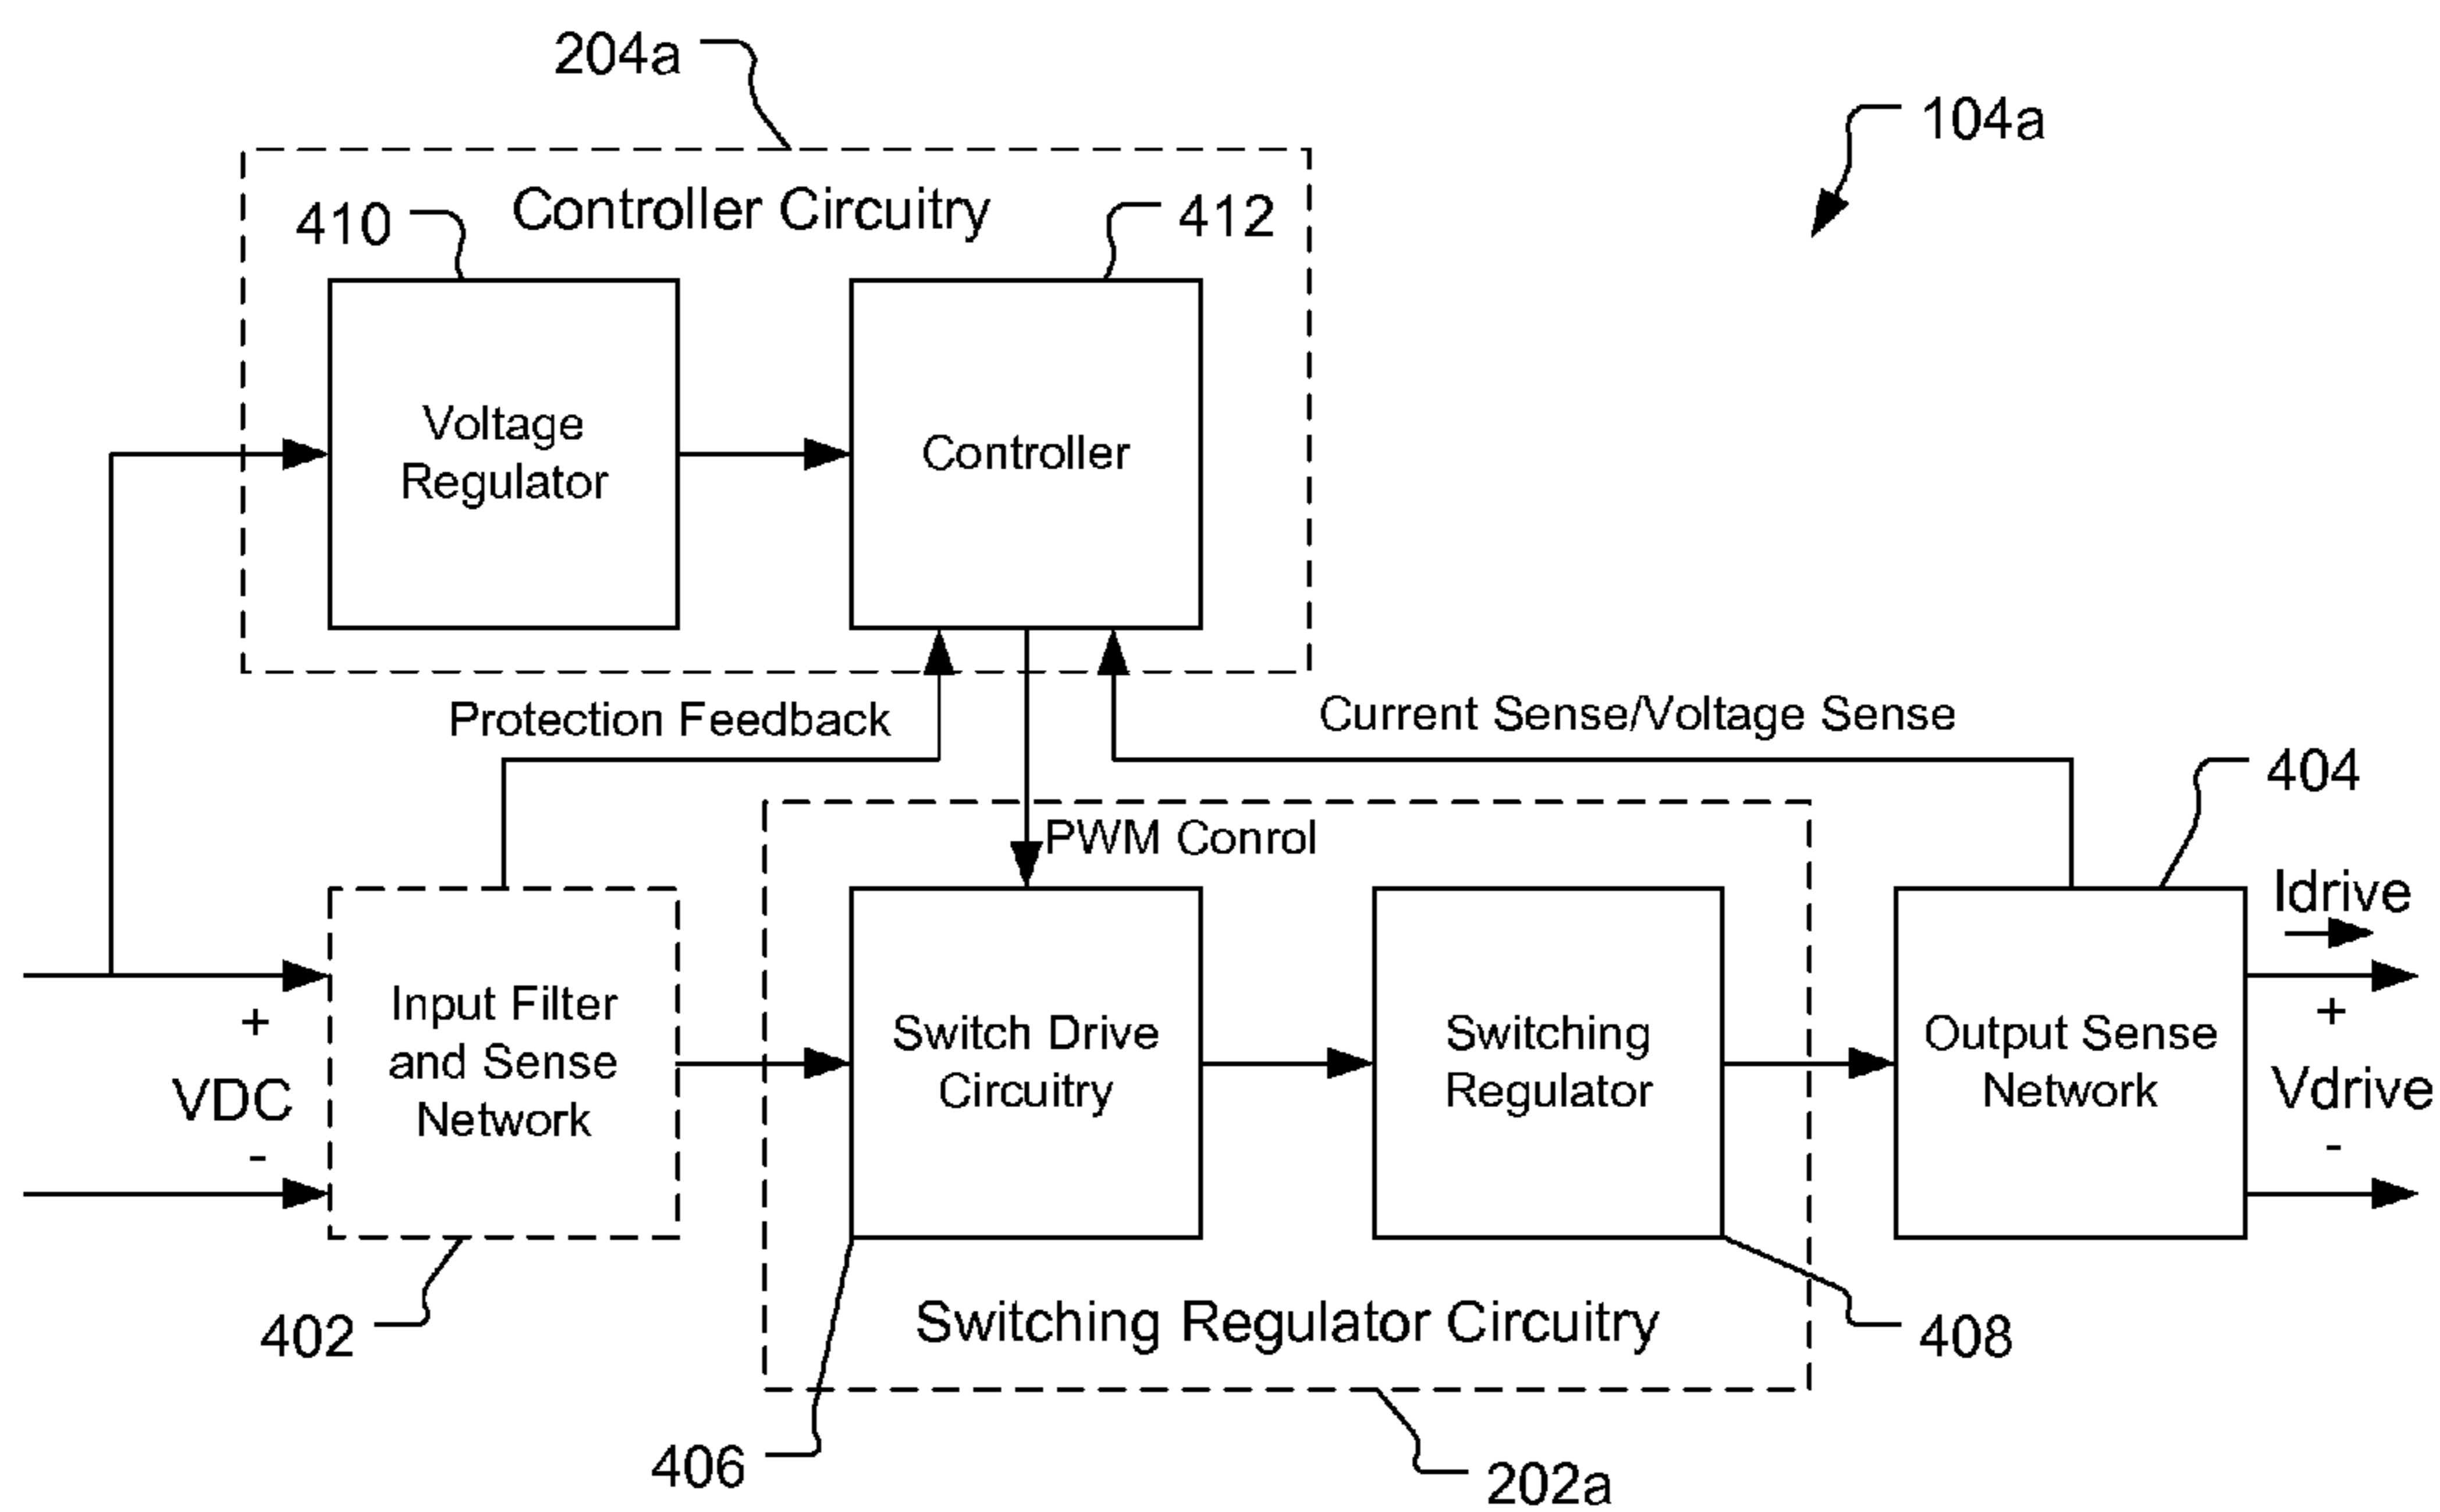 204a
104a
Controller Circuitry
410
412
Voltage
Regulator
Controller
Protection Feedback
Current Sense/Voltage Sense
404
PWM Conrol
Idrive
Input Filter
and Sense
Network
+
VDC
-
Switch Drive
Circuitry
Switching
Regulator
Output Sense
Network
+
Vdrive
-
Switching Regulator Circuitry
402
408
406
202a